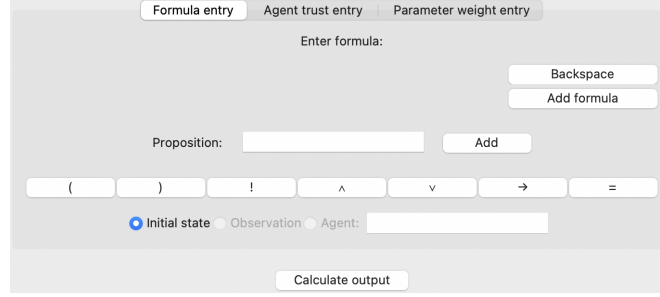 Formula entry Agent trust entry Parameter weight entry
Enter formula:
Backspace
Add formula
Proposition: Add
( ) ! ∧ ∨ → =
Initial state Observation Agent:
Calculate output